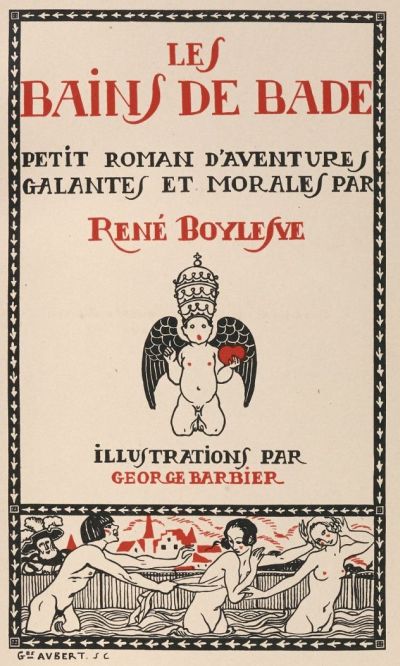 LES
BAINS DE BADE
PETIT ROMAN D'AVENTURES
GALANTES ET MORALES PAR
RENÉ BOYLESVE
ILLUSTRATIONS PAR
GEORGE BARBIER
Ges AUBERT. SC